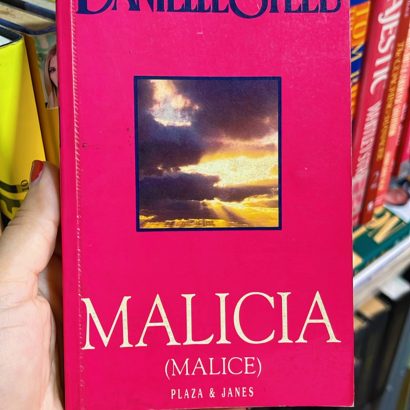 DANIELLE STEEL
MALICIA
(MALICE)
PLAZA & JANES